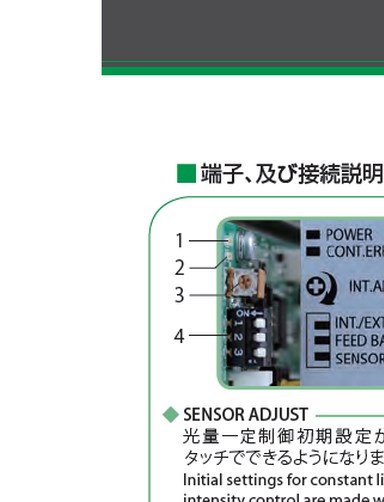 ■ 端子、及び接続説明
1
2
3
4
ON
1
2
3
POWER
CONT.ER
INT.A
INT./EXT
FEED BA
SENSOR
◆ SENSOR ADJUST
光量一定制御初期設定が
タッチでできるようになりま
Initial settings for constant li
intensity control are made w